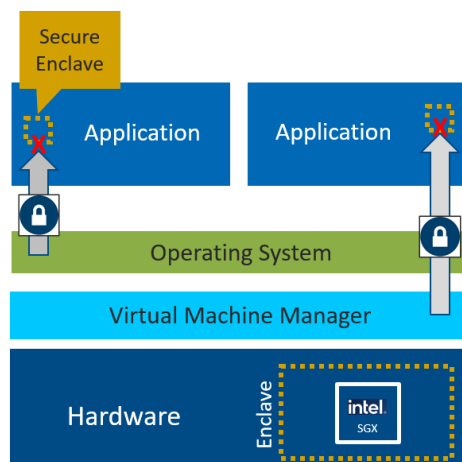 Secure
Enclave
Application
Application
X
X
Operating System
Virtual Machine Manager
Hardware
Enclave
intel.
SGX